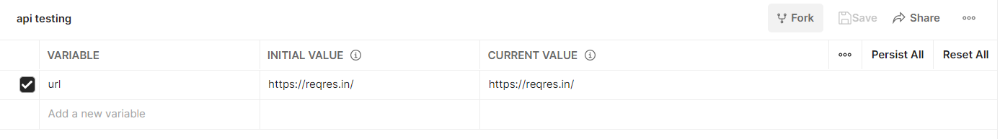 api testing
Fork
Save
Share
VARIABLE INITIAL VALUE CURRENT VALUE Persist All Reset All
url https://reqres.in/ https://reqres.in/
Add a new variable